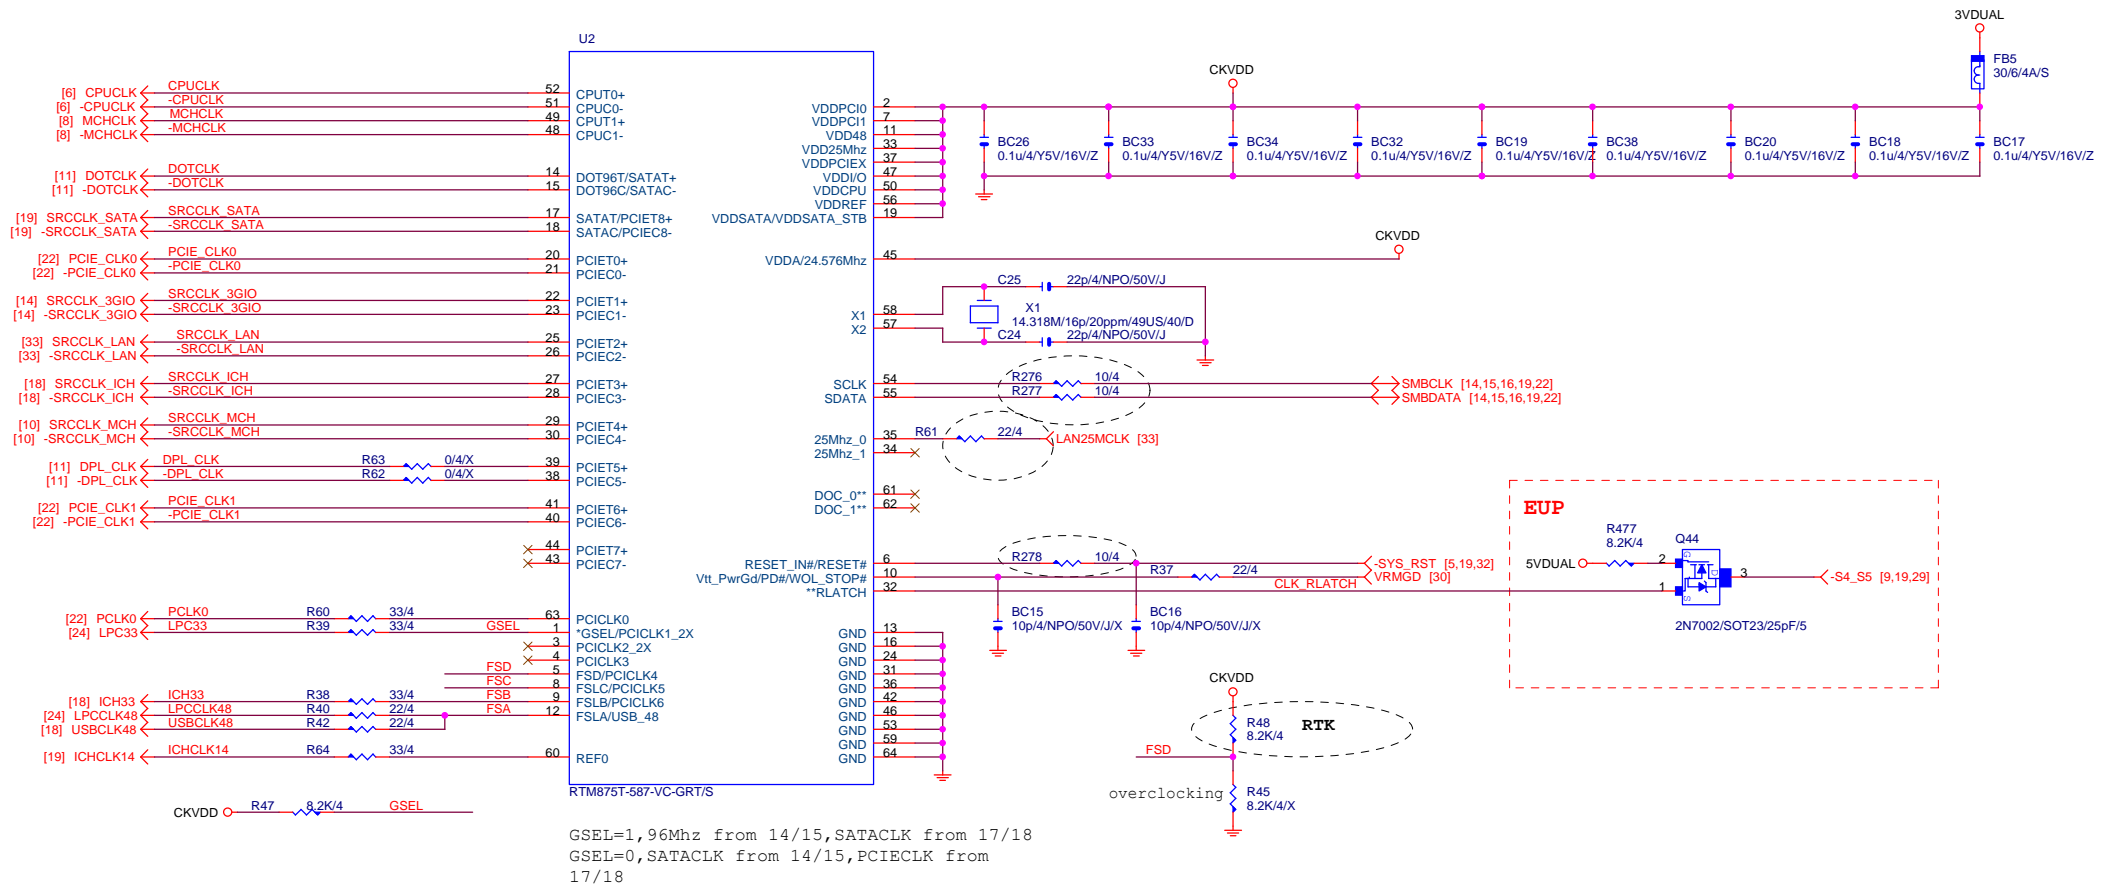 3VDUAL
U2
FB5
30/6/4A/S
CKVDD
[6] CPUCLK CPUCLK 52 CPUT0+
[6] -CPUCLK -CPUCLK 51 CPUC0-
[8] MCHCLK MCHCLK 49 CPUT1+
[8] -MCHCLK -MCHCLK 48 CPUC1-
[11] DOTCLK DOTCLK 14 DOT96T/SATAT+
[11] -DOTCLK -DOTCLK 15 DOT96C/SATAC-
[19] SRCCLK_SATA SRCCLK_SATA 17 SATAT/PCIET8+
[19] -SRCCLK_SATA -SRCCLK_SATA 18 SATAC/PCIEC8-
[22] PCIE_CLK0 PCIE_CLK0 20 PCIET0+
[22] -PCIE_CLK0 -PCIE_CLK0 21 PCIEC0-
[14] SRCCLK_3GIO SRCCLK_3GIO 22 PCIET1+
[14] -SRCCLK_3GIO -SRCCLK_3GIO 23 PCIEC1-
[33] SRCCLK_LAN SRCCLK_LAN 25 PCIET2+
[33] -SRCCLK_LAN -SRCCLK_LAN 26 PCIEC2-
[18] SRCCLK_ICH SRCCLK_ICH 27 PCIET3+
[18] -SRCCLK_ICH -SRCCLK_ICH 28 PCIEC3-
[10] SRCCLK_MCH SRCCLK_MCH 29 PCIET4+
[10] -SRCCLK_MCH -SRCCLK_MCH 30 PCIEC4-
[11] DPL_CLK DPL_CLK R63 0/4/X 39 PCIET5+
[11] -DPL_CLK -DPL_CLK R62 0/4/X 38 PCIEC5-
[22] PCIE_CLK1 PCIE_CLK1 41 PCIET6+
[22] -PCIE_CLK1 -PCIE_CLK1 40 PCIEC6-
44 PCIET7+
43 PCIEC7-
[22] PCLK0 PCLK0 R60 33/4 63 PCICLK0
[24] LPC33 LPC33 R39 33/4 GSEL 1 *GSEL/PCICLK1_2X
3 PCICLK2_2X
4 PCICLK3
FSD 5 FSD/PCICLK4
FSC 8 FSLC/PCICLK5
[18] ICH33 ICH33 R38 33/4 FSB 9 FSLB/PCICLK6
[24] LPCCLK48 LPCCLK48 R40 22/4 FSA 12 FSLA/USB_48
[18] USBCLK48 USBCLK48 R42 22/4
[19] ICHCLK14 ICHCLK14 R64 33/4 60 REF0
VDDPCI0 2
VDDPCI1 7
VDD48 11
VDD25Mhz 33
VDDPCIEX 37
VDDI/O 47
VDDCPU 50
VDDREF 56
VDDSATA/VDDSATA_STB 19
BC26 BC33 BC34 BC32 BC19 BC38 BC20 BC18 BC17
0.1u/4/Y5V/16V/Z 0.1u/4/Y5V/16V/Z 0.1u/4/Y5V/16V/Z 0.1u/4/Y5V/16V/Z 0.1u/4/Y5V/16V/Z 0.1u/4/Y5V/16V/Z 0.1u/4/Y5V/16V/Z 0.1u/4/Y5V/16V/Z 0.1u/4/Y5V/16V/Z
CKVDD
VDDA/24.576Mhz 45
C25 22p/4/NPO/50V/J
X1 58
X2 57
X1
14.318M/16p/20ppm/49US/40/D
C24 22p/4/NPO/50V/J
SCLK 54 R276 10/4 SMBCLK [14,15,16,19,22]
SDATA 55 R277 10/4 SMBDATA [14,15,16,19,22]
25Mhz_0 35 R61 22/4 LAN25MCLK [33]
25Mhz_1 34
DOC_0** 61
DOC_1** 62
RESET_IN#/RESET# 6 R278 10/4 -SYS_RST [5,19,32]
Vtt_PwrGd/PD#/WOL_STOP# 10 R37 22/4 VRMGD [30]
**RLATCH 32 CLK_RLATCH
BC15
10p/4/NPO/50V/J/X
BC16
10p/4/NPO/50V/J/X
GND 13
GND 16
GND 24
GND 31
GND 36
GND 42
GND 46
GND 53
GND 59
GND 64
EUP
R477
8.2K/4
Q44
5VDUAL
2 G
D 3
1 S
-S4_S5 [9,19,29]
2N7002/SOT23/25pF/5
CKVDD
R48
8.2K/4
RTK
FSD
overclocking
R45
8.2K/4/X
RTM875T-587-VC-GRT/S
CKVDD R47 8.2K/4 GSEL
GSEL=1,96Mhz from 14/15,SATACLK from 17/18
GSEL=0,SATACLK from 14/15,PCIECLK from
17/18